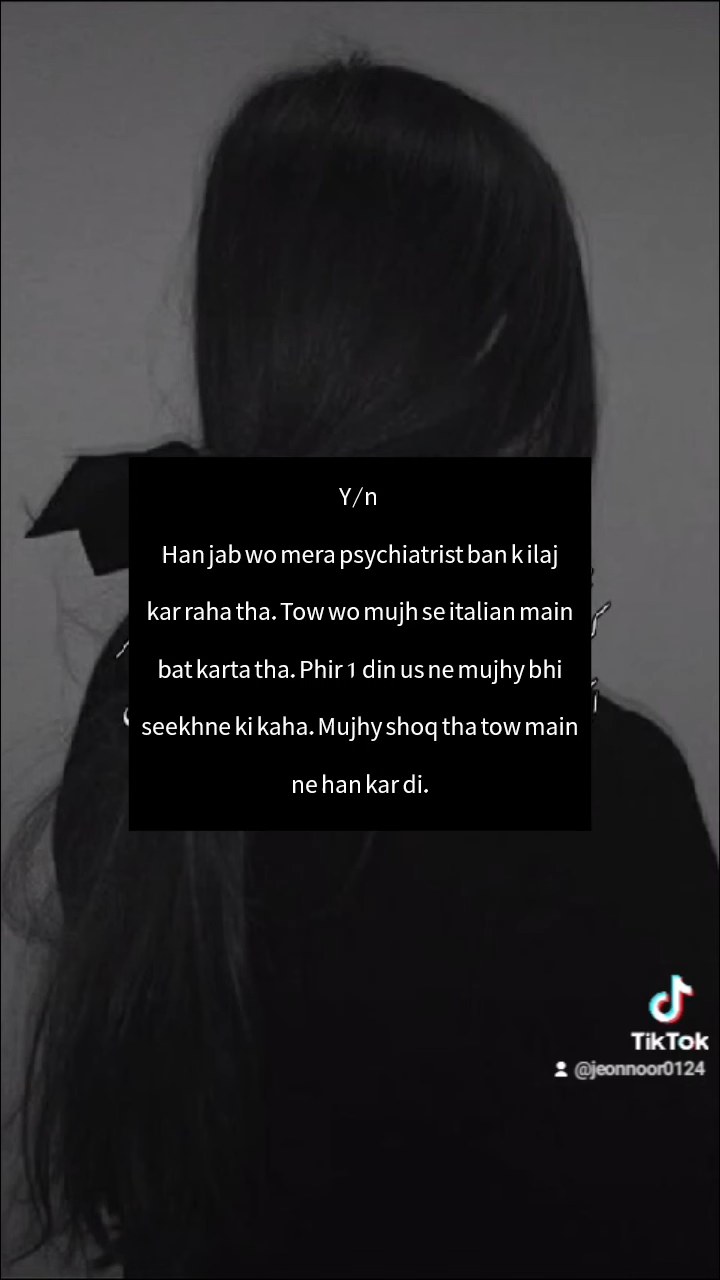 Y/n
Han jab wo mera psychiatrist ban k ilaj
kar raha tha. Tow wo mujh se italian main
bat karta tha. Phir 1 din us ne mujhy bhi
seekhne ki kaha. Mujhy shoq tha tow main
ne han kar di.
TikTok
@jeonnoor0124